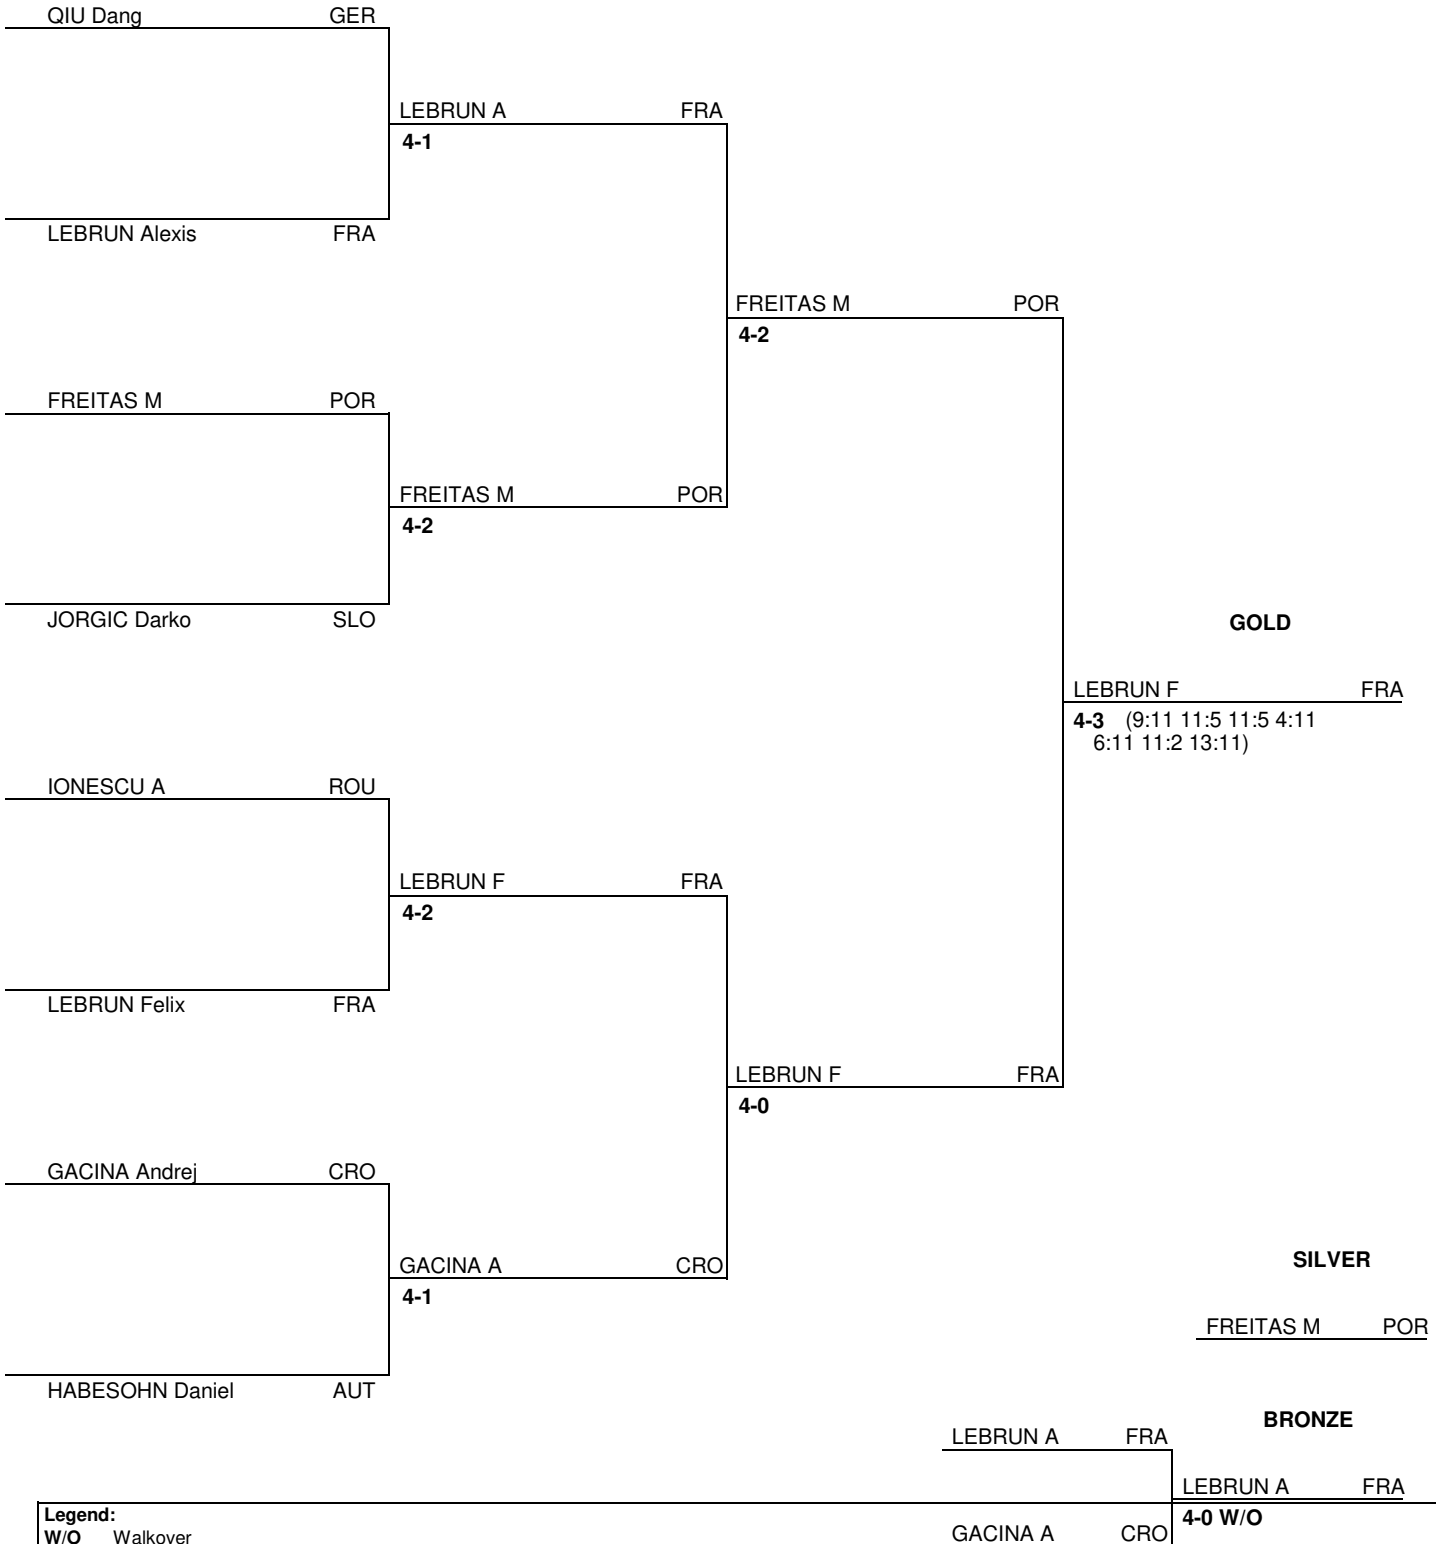 QIU Dang GER
LEBRUN A FRA
4-1
LEBRUN Alexis FRA
FREITAS M POR
4-2
FREITAS M POR
FREITAS M POR
4-2
JORGIC Darko SLO
GOLD
LEBRUN F FRA
4-3 (9:11 11:5 11:5 4:11
6:11 11:2 13:11)
IONESCU A ROU
LEBRUN F FRA
4-2
LEBRUN Felix FRA
LEBRUN F FRA
4-0
GACINA Andrej CRO
GACINA A CRO
4-1
HABESOHN Daniel AUT
SILVER
FREITAS M POR
BRONZE
LEBRUN A FRA
LEBRUN A FRA
4-0 W/O
GACINA A CRO
Legend:
W/O Walkover